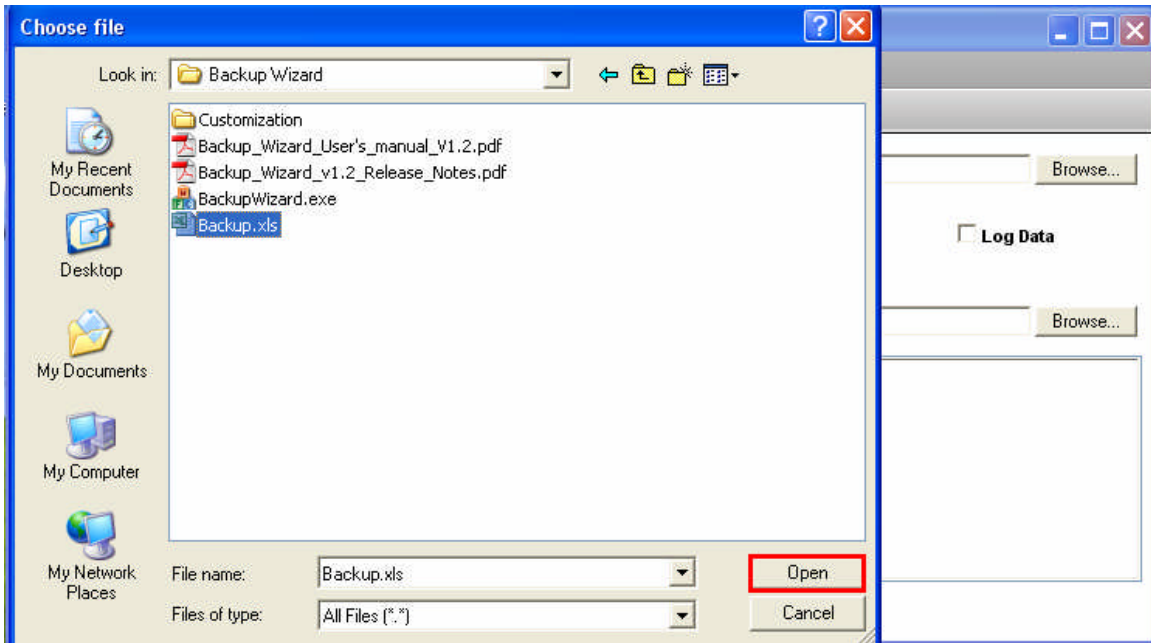 Choose file
Look in:
Backup Wizard
Customization
Backup_Wizard_User's_manual_V1.2.pdf
Backup_Wizard_v1.2_Release_Notes.pdf
BackupWizard.exe
Backup.xls
My Recent
Documents
Desktop
My Documents
My Computer
My Network
Places
File name:
Backup.xls
Open
Files of type:
All Files (*.*)
Cancel
Browse...
Log Data
Browse...